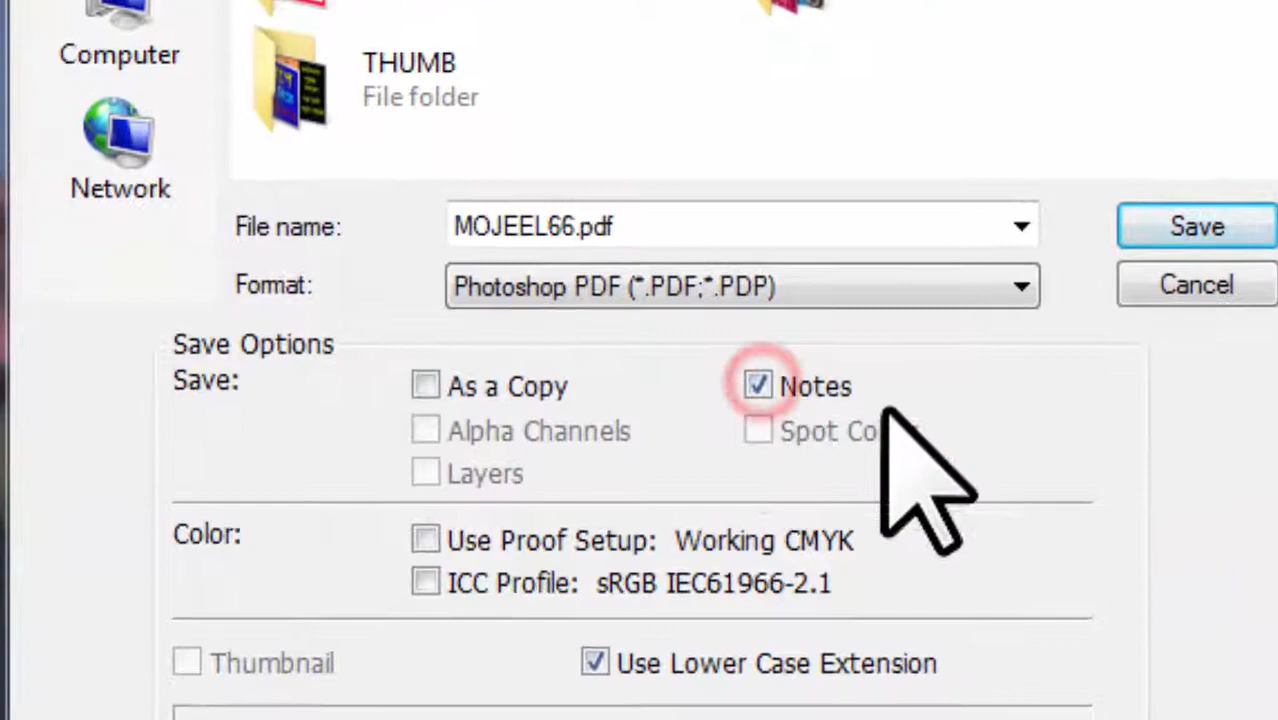 Computer
THUMB
File folder
Network
File name: MOJEEL66.pdf Save
Format: Photoshop PDF (*.PDF;*.PDP) Cancel
Save Options
Save: As a Copy Notes
Alpha Channels Spot
Layers
Color: Use Proof Setup: Working CMYK
ICC Profile: sRGB IEC61966-2.1
Thumbnail Use Lower Case Extension